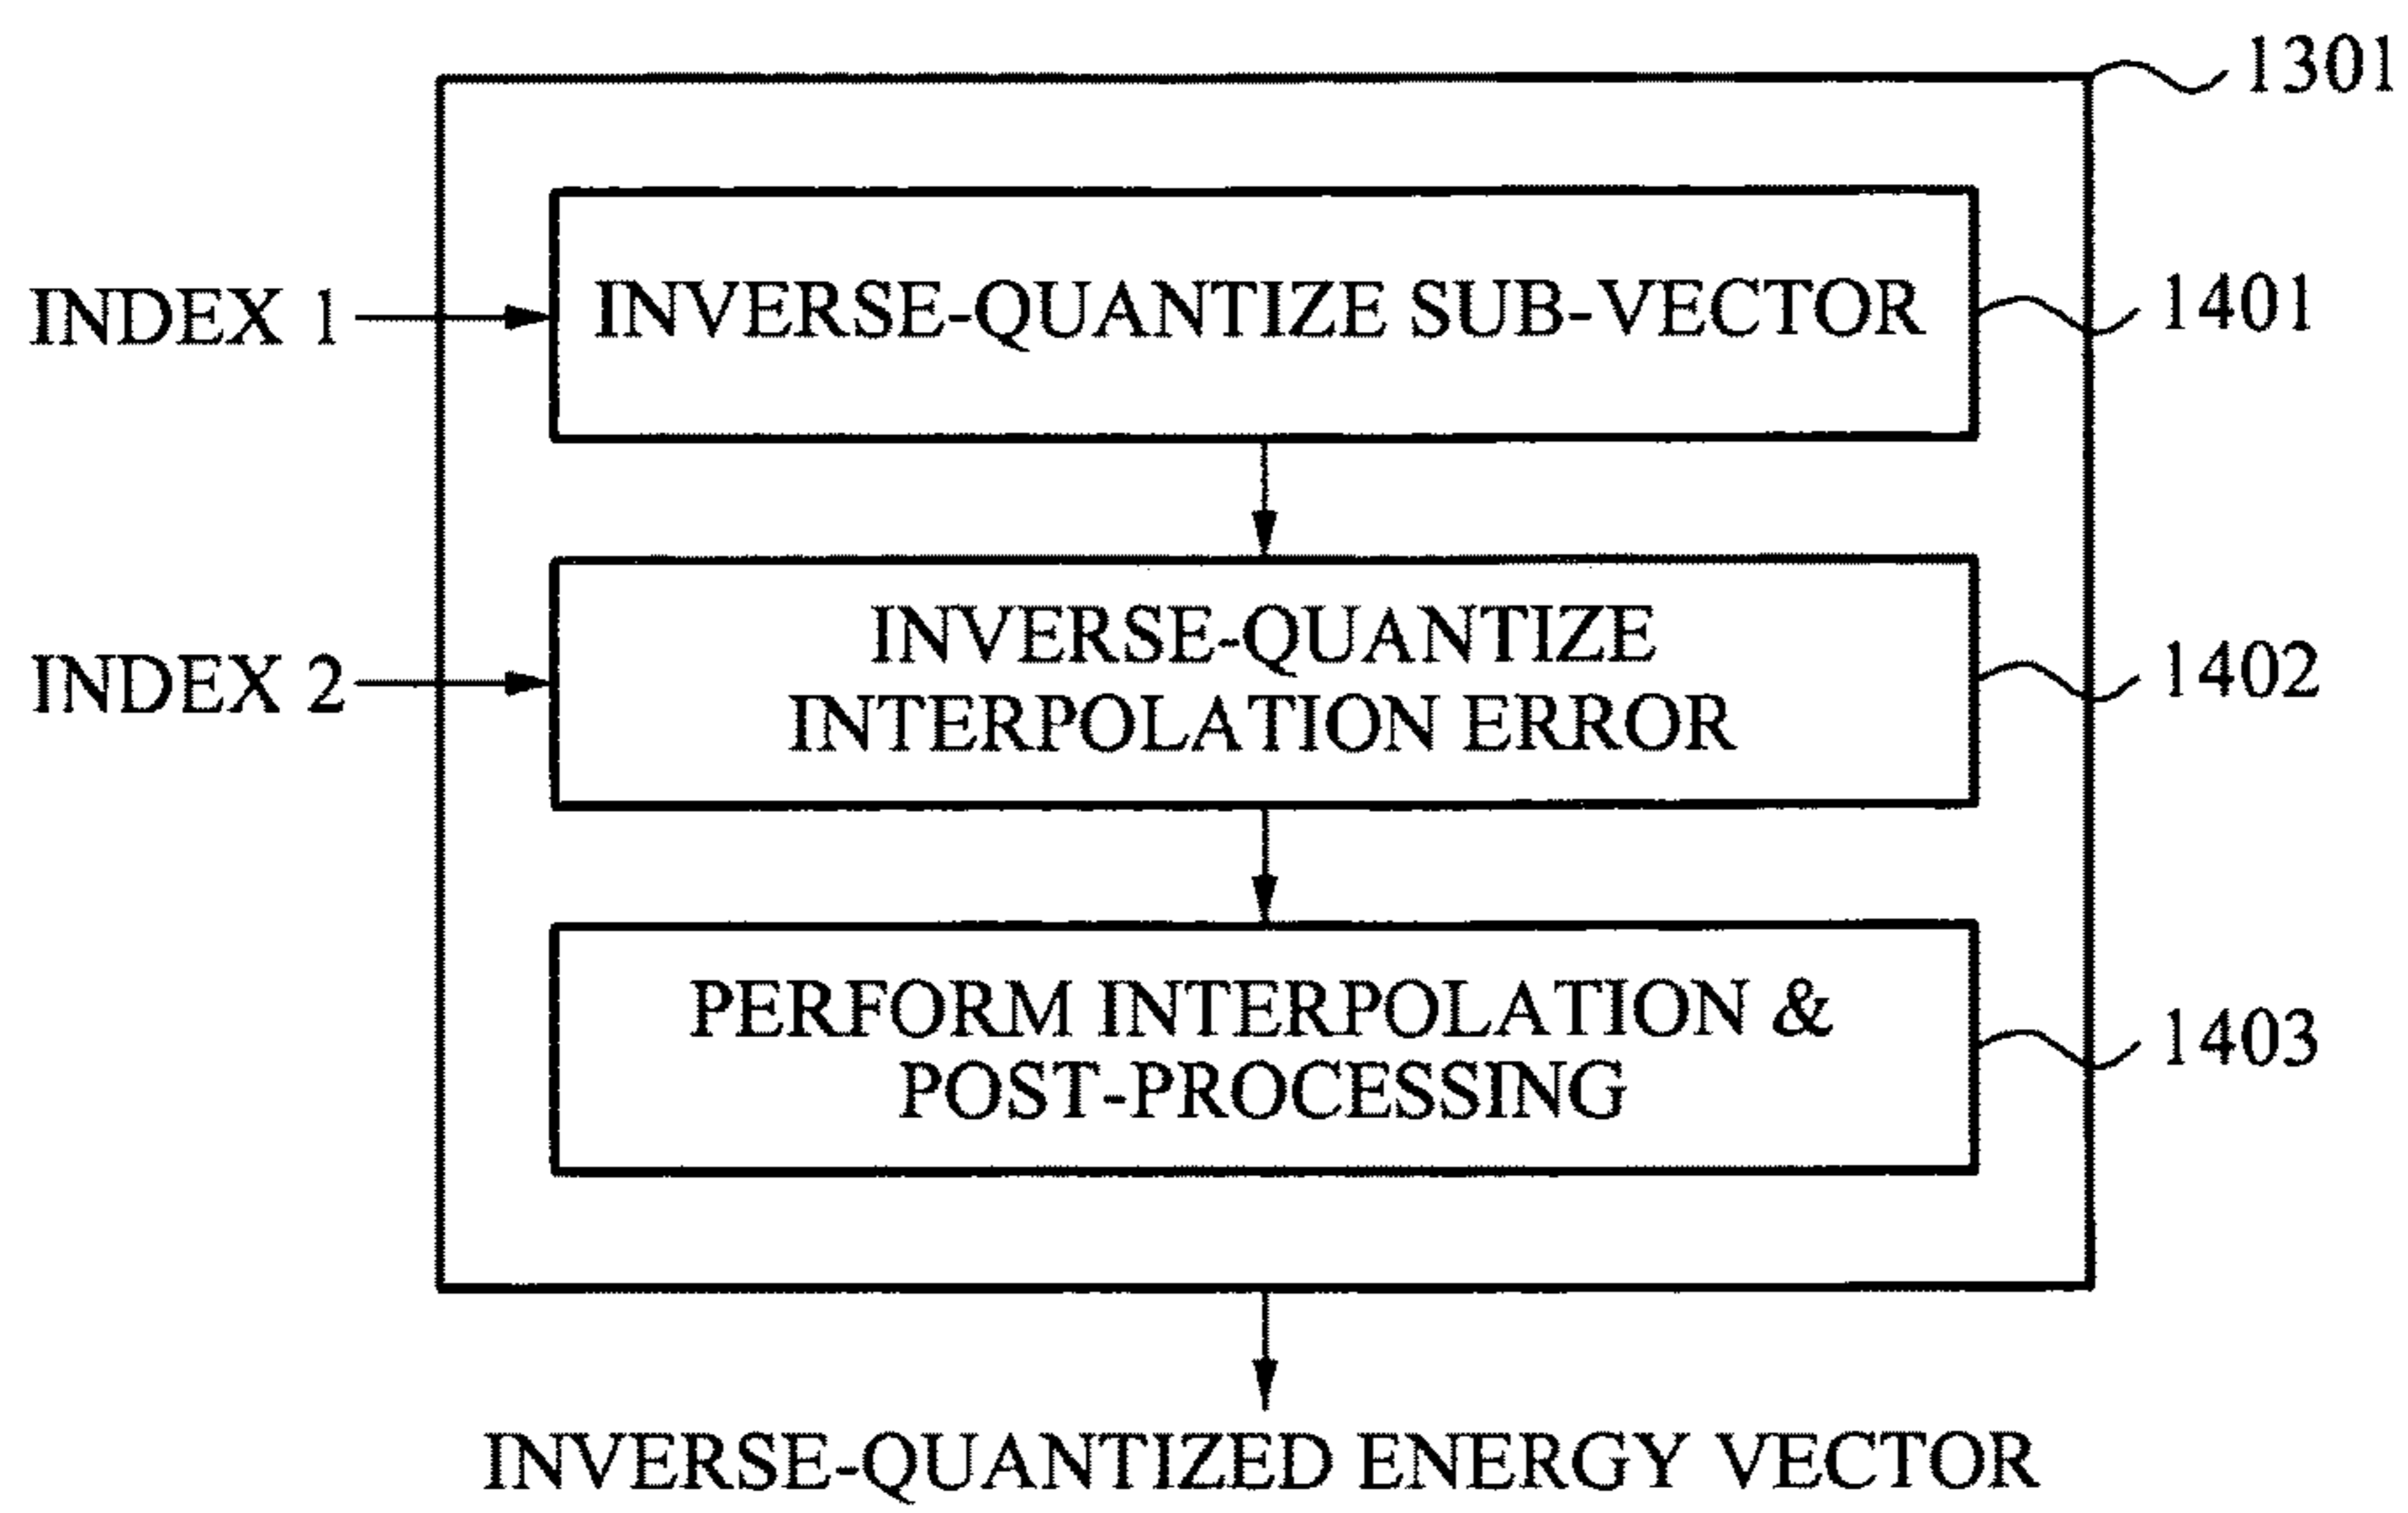 1301
INVERSE-QUANTIZE SUB-VECTOR
INDEX 1
1401
INVERSE-QUANTIZE
INTERPOLATION ERROR
INDEX 2
1402
PERFORM INTERPOLATION &
POST-PROCESSING
1403
INVERSE-QUANTIZED ENERGY VECTOR